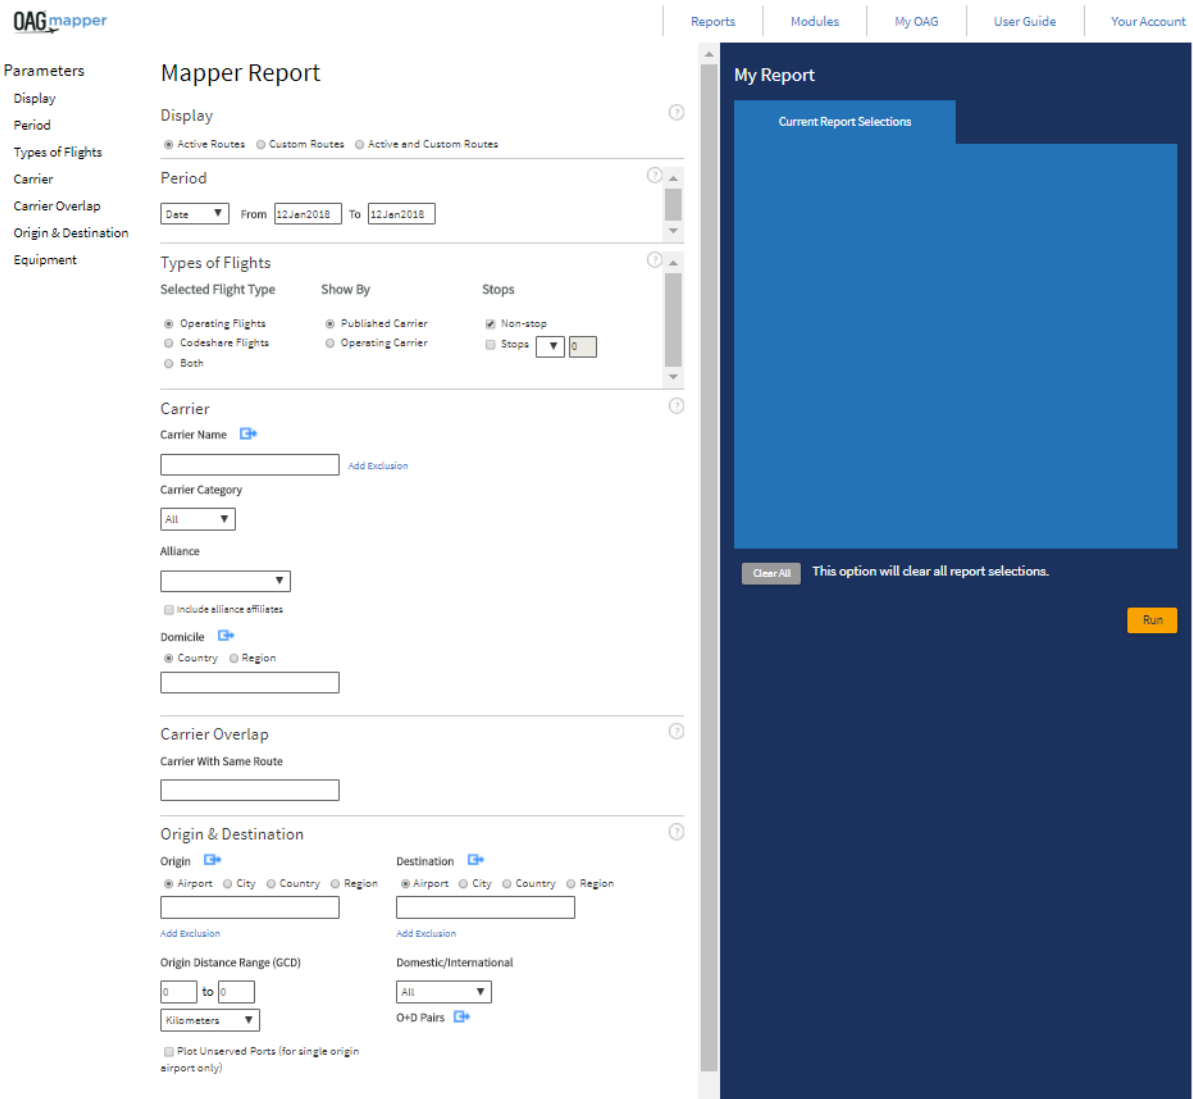 OAG mapper
Reports Modules My OAG User Guide Your Account
Parameters
Display
Period
Types of Flights
Carrier
Carrier Overlap
Origin & Destination
Equipment
Mapper Report
Display ?
Active Routes Custom Routes Active and Custom Routes
Period ?
Date From 12Jan2018 To 12Jan2018
Types of Flights ?
Selected Flight Type Show By Stops
Operating Flights Published Carrier Non-stop
Codeshare Flights Operating Carrier Stops 0
Both
Carrier ?
Carrier Name
Add Exclusion
Carrier Category
All
Alliance
Include alliance affiliates
Domicile
Country Region
Carrier Overlap ?
Carrier With Same Route
Origin & Destination ?
Origin Destination
Airport City Country Region Airport City Country Region
Add Exclusion Add Exclusion
Origin Distance Range (GCD) Domestic/International
0 to 0 All
Kilometers O+D Pairs
Plot Unserved Ports (for single origin
airport only)
My Report
Current Report Selections
Clear All This option will clear all report selections.
Run